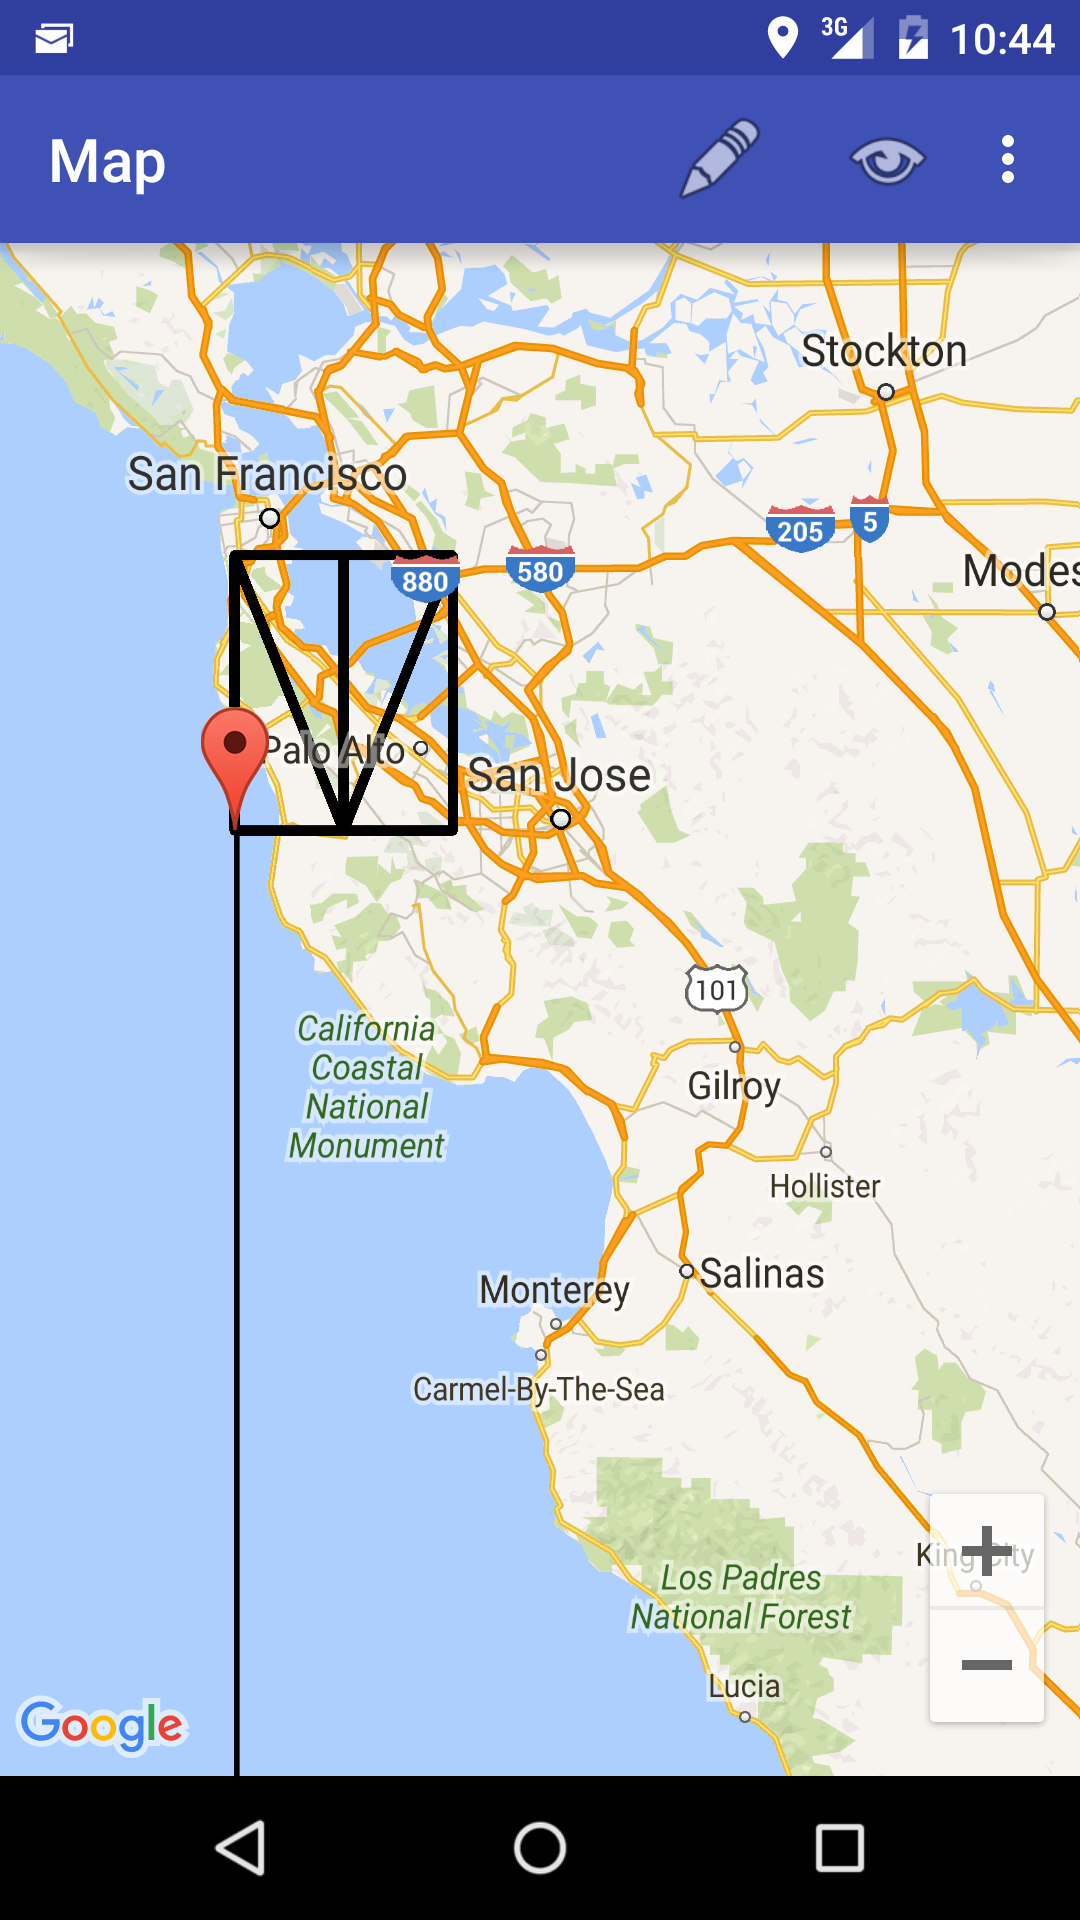 3G 10:44
Map
Stockton
San Francisco
205 5
880 580
Modes
Palo Alto
San Jose
101
California
Coastal
National
Monument
Gilroy
Hollister
Salinas
Monterey
Carmel-By-The-Sea
King City
Los Padres
National Forest
Lucia
Google